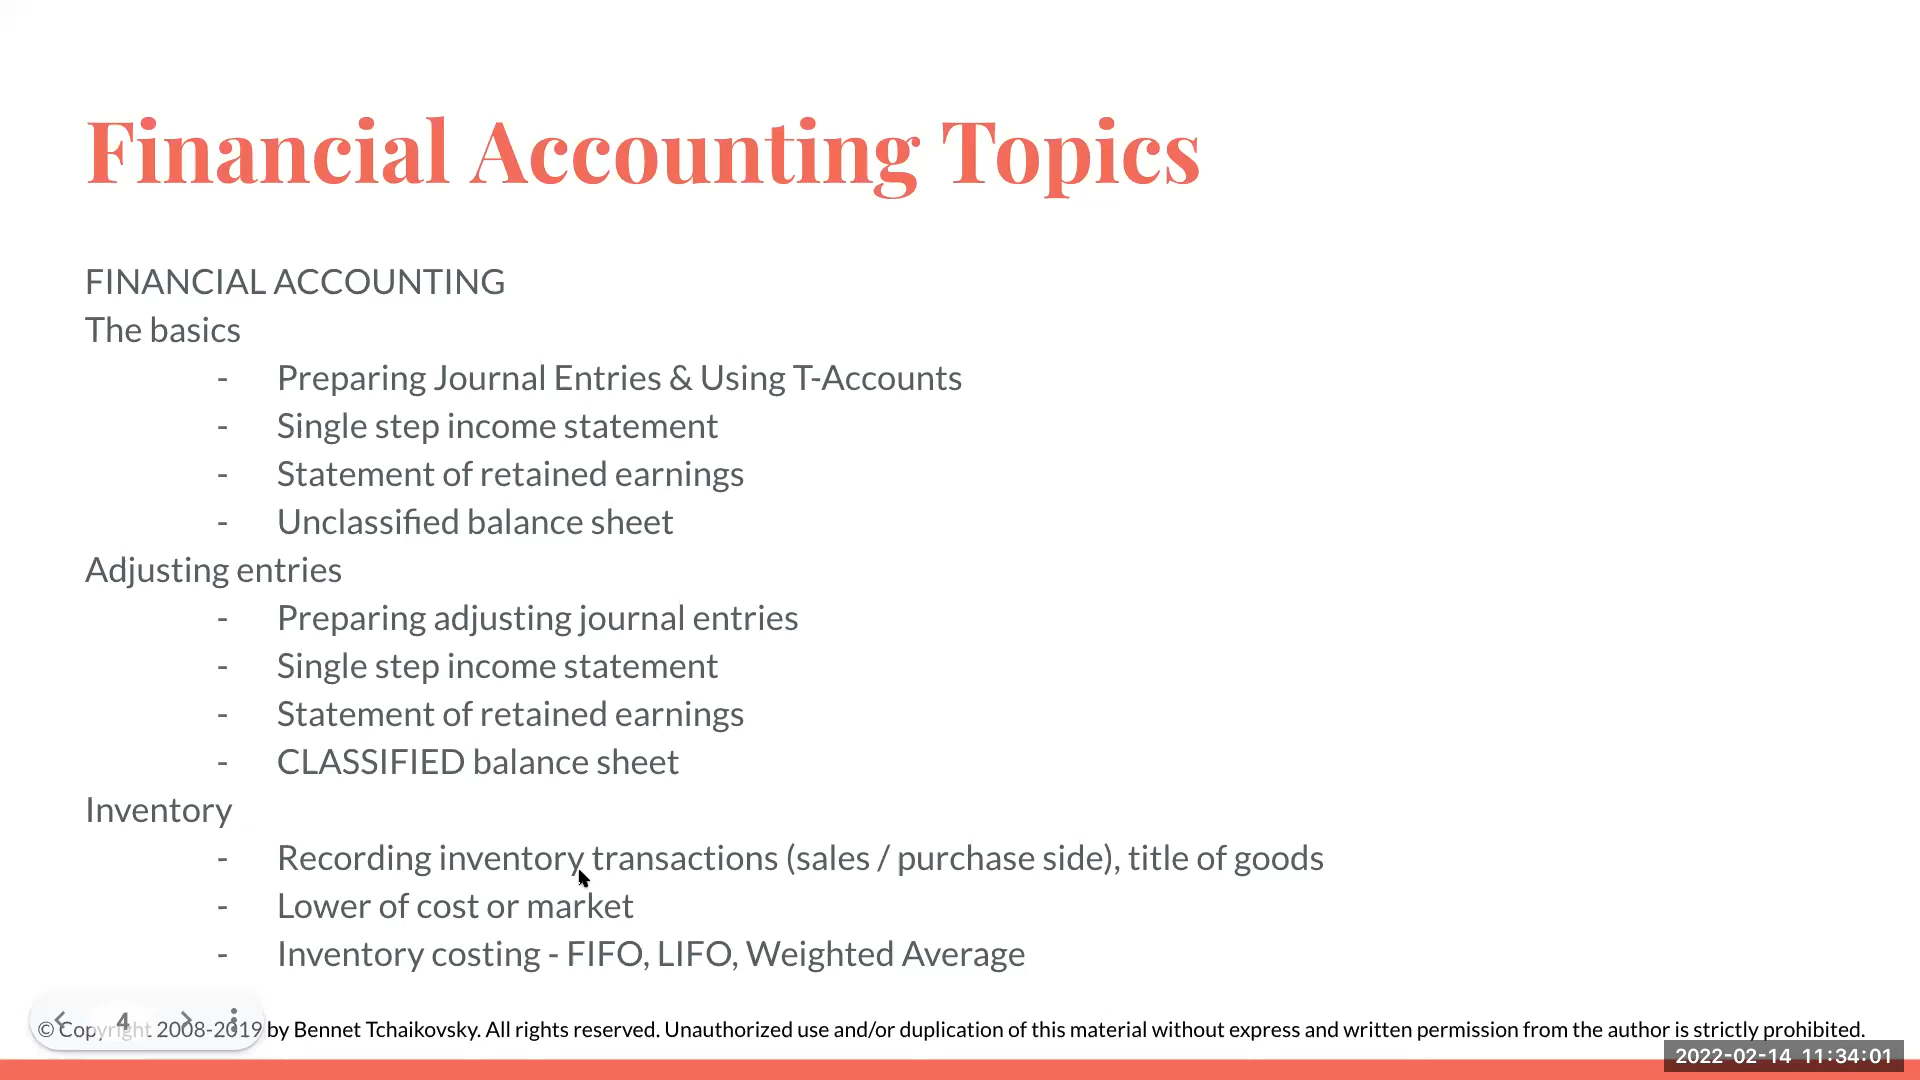 Financial Accounting Topics
FINANCIAL ACCOUNTING
The basics
- Preparing Journal Entries & Using T-Accounts
- Single step income statement
- Statement of retained earnings
- Unclassified balance sheet
Adjusting entries
- Preparing adjusting journal entries
- Single step income statement
- Statement of retained earnings
- CLASSIFIED balance sheet
Inventory
- Recording inventory transactions (sales / purchase side), title of goods
- Lower of cost or market
- Inventory costing - FIFO, LIFO, Weighted Average
4
© Copyright 2008-2019 by Bennet Tchaikovsky. All rights reserved. Unauthorized use and/or duplication of this material without express and written permission from the author is strictly prohibited.
2022-02-14 11:34:01